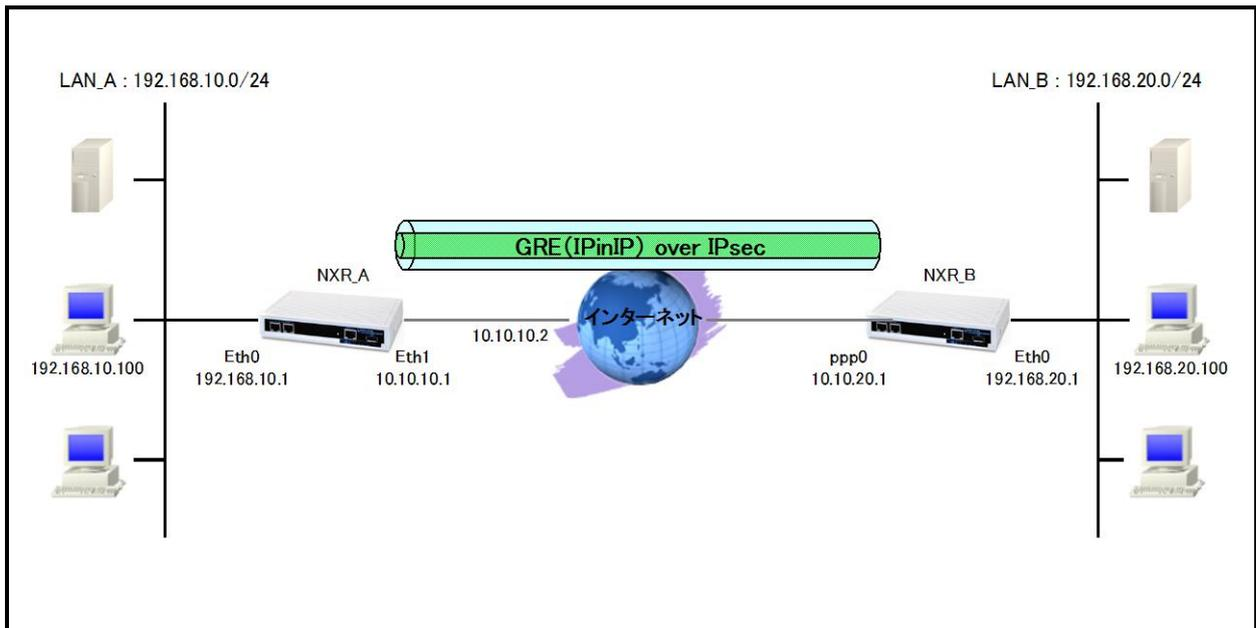 LAN_A : 192.168.10.0/24
LAN_B : 192.168.20.0/24
GRE(IPinIP) over IPsec
NXR_A
NXR_B
インターネット
10.10.10.2
192.168.10.100
Eth0
192.168.10.1
Eth1
10.10.10.1
ppp0
10.10.20.1
Eth0
192.168.20.1
192.168.20.100